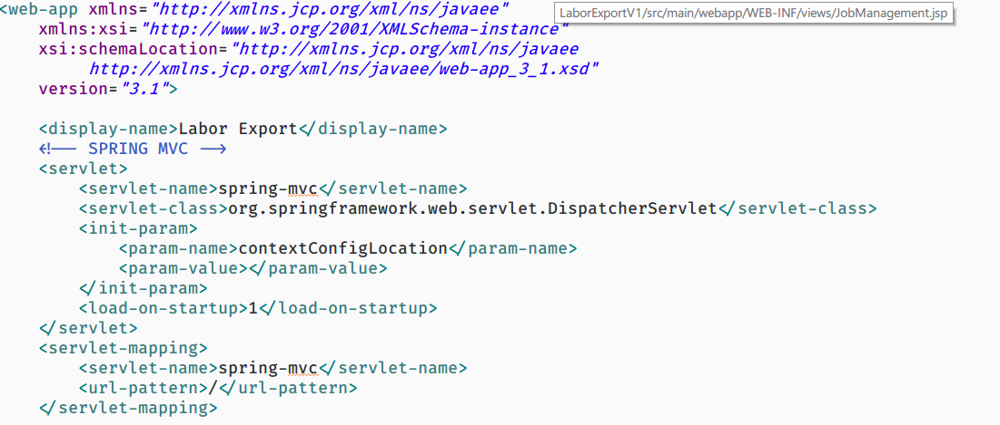 <web-app xmlns="http://xmlns.jcp.org/xml/ns/javaee"
LaborExportV1/src/main/webapp/WEB-INF/views/JobManagement.jsp
xmlns:xsi="http://www.w3.org/2001/XMLSchema-instance"
xsi:schemaLocation="http://xmlns.jcp.org/xml/ns/javaee
http://xmlns.jcp.org/xml/ns/javaee/web-app_3_1.xsd"
version="3.1">
<display-name>Labor Export</display-name>
<!-- SPRING MVC -->
<servlet>
<servlet-name>spring-mvc</servlet-name>
<servlet-class>org.springframework.web.servlet.DispatcherServlet</servlet-class>
<init-param>
<param-name>contextConfigLocation</param-name>
<param-value></param-value>
</init-param>
<load-on-startup>1</load-on-startup>
</servlet>
<servlet-mapping>
<servlet-name>spring-mvc</servlet-name>
<url-pattern>/</url-pattern>
</servlet-mapping>